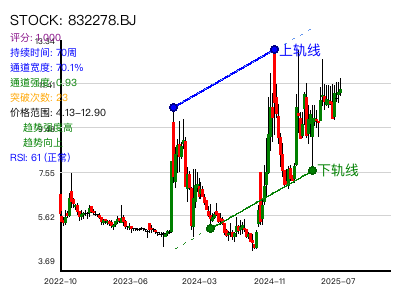 STOCK: 832278.BJ
评分: 1.000
持续时间: 70周
通道宽度: 70.1%
通道强度: 0.93
突破次数: 23
价格范围: 4.13~12.90
趋势强度高
趋势向上
RSI: 61 (正常)
上轨线
下轨线
7.55
5.62
3.69
2022-10
2023-06
2024-03
2024-11
2025-07